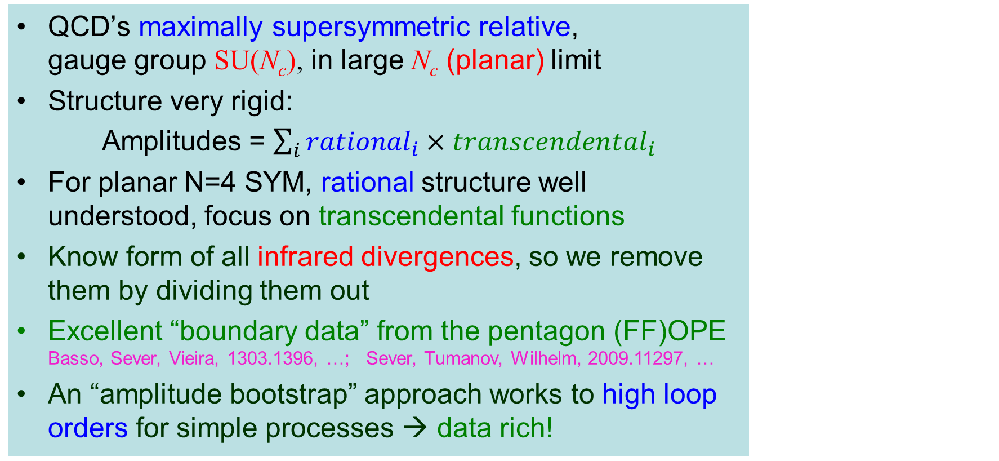 • QCD’s maximally supersymmetric relative,
gauge group SU(N_c), in large N_c (planar) limit
• Structure very rigid:
Amplitudes = ∑_i rational_i × transcendental_i
• For planar N=4 SYM, rational structure well
understood, focus on transcendental functions
• Know form of all infrared divergences, so we remove
them by dividing them out
• Excellent “boundary data” from the pentagon (FF)OPE
Basso, Sever, Vieira, 1303.1396, …; Sever, Tumanov, Wilhelm, 2009.11297, …
• An “amplitude bootstrap” approach works to high loop
orders for simple processes → data rich!